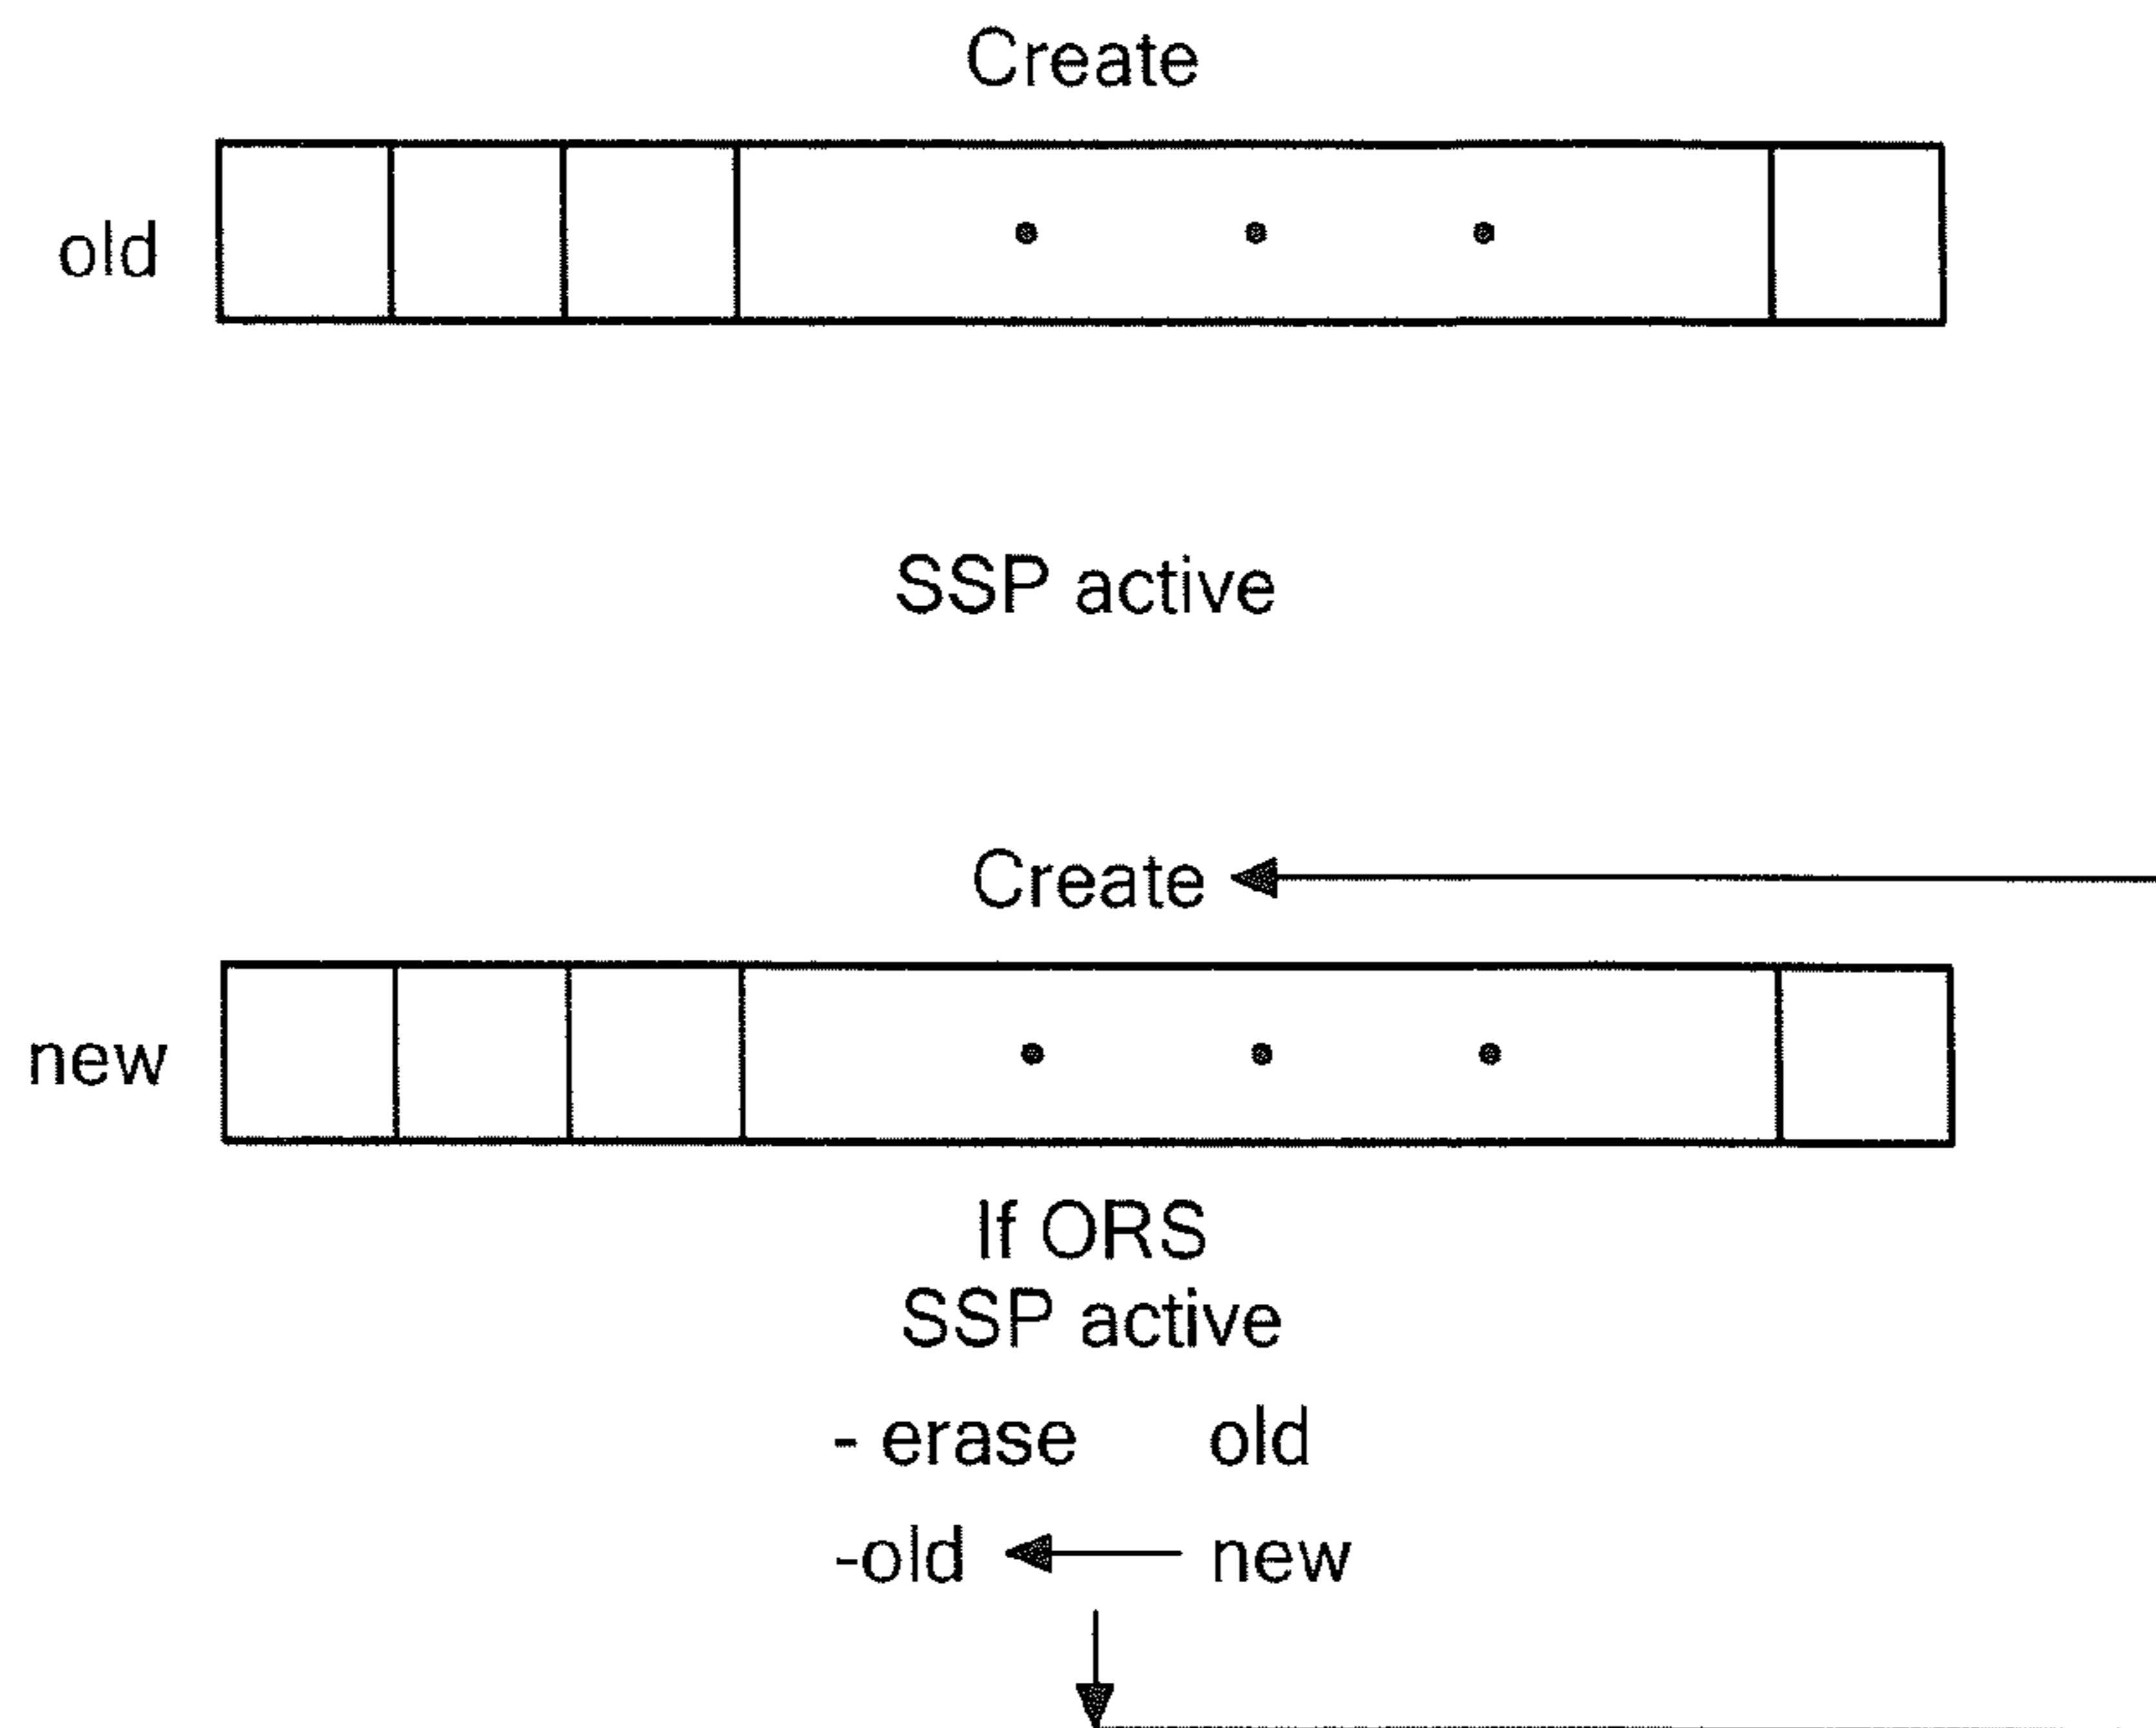 Create
old
SSP active
Create
new
If ORS
SSP active
- erase old
-old new